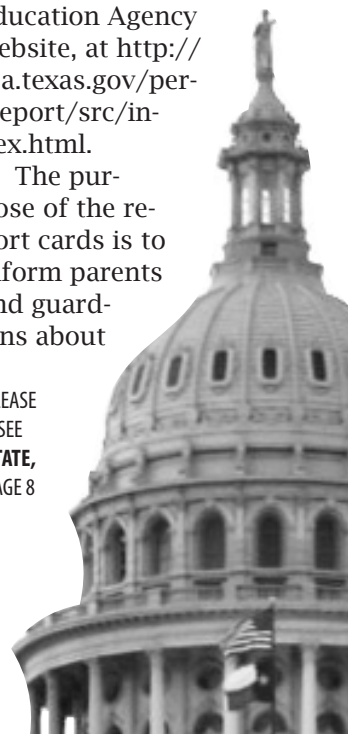 ducation Agency
ebsite, at http://
a.texas.gov/per-
eport/src/in-
ex.html.
The pur-
ose of the re-
ort cards is to
form parents
nd guard-
ns about
LEASE
SEE
TATE,
AGE 8